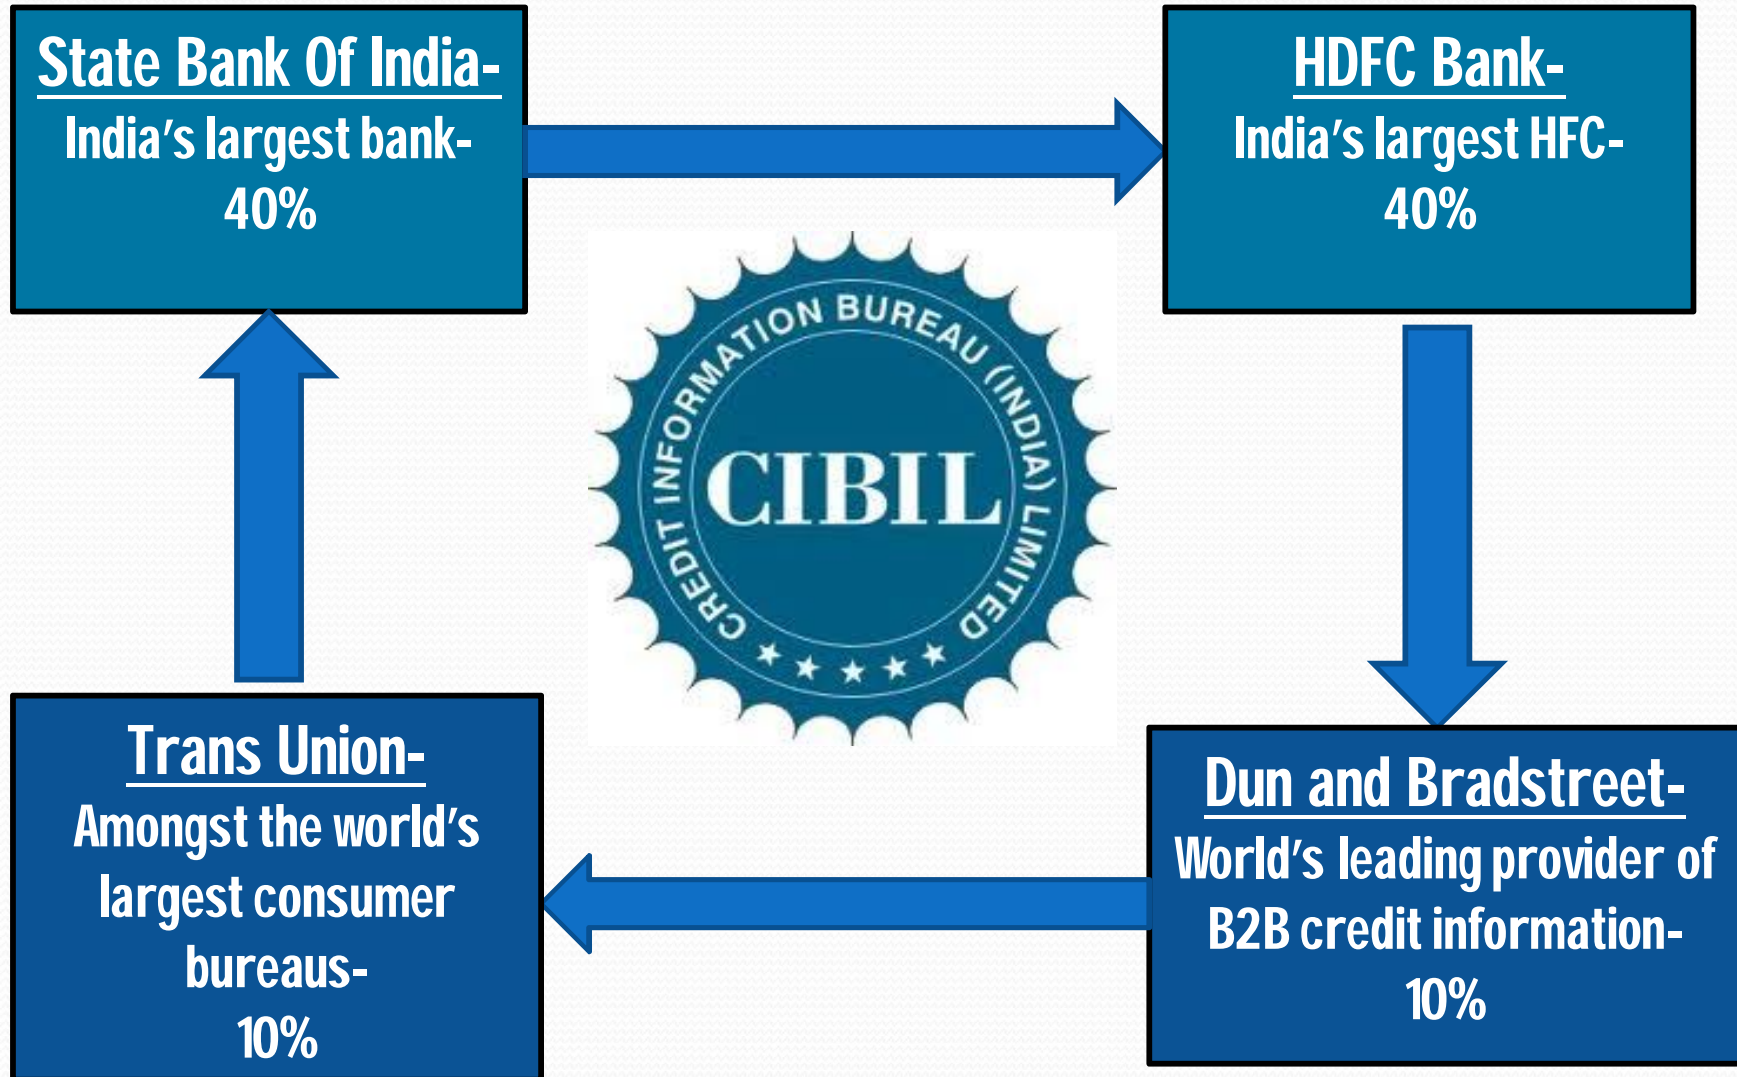 State Bank Of India-
India's largest bank-
40%
HDFC Bank-
India's largest HFC-
40%
CREDIT INFORMATION BUREAU (INDIA) LIMITED
CIBIL
Trans Union-
Amongst the world's
largest consumer
bureaus-
10%
Dun and Bradstreet-
World's leading provider of
B2B credit information-
10%